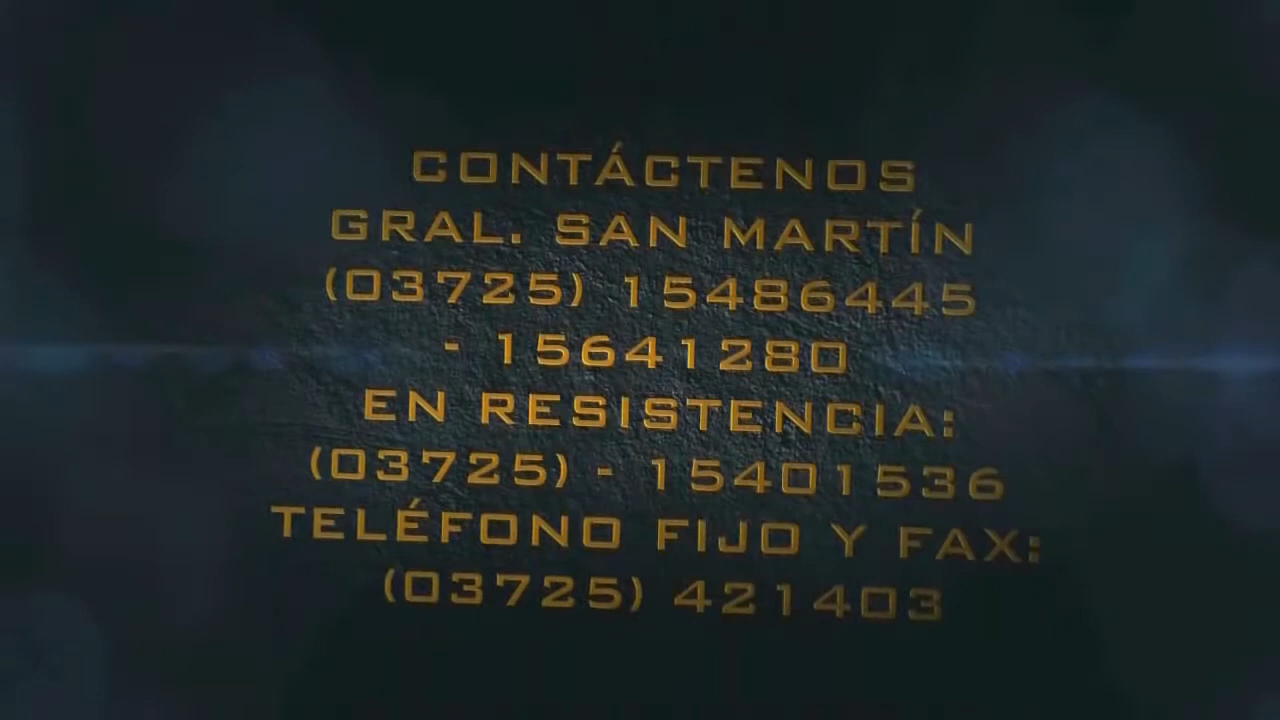 CONTÁCTENOS
GRAL. SAN MARTÍN
(03725) 15486445
- 15641280
EN RESISTENCIA:
(03725) - 15401536
TELÉFONO FIJO Y FAX:
(03725) 421403